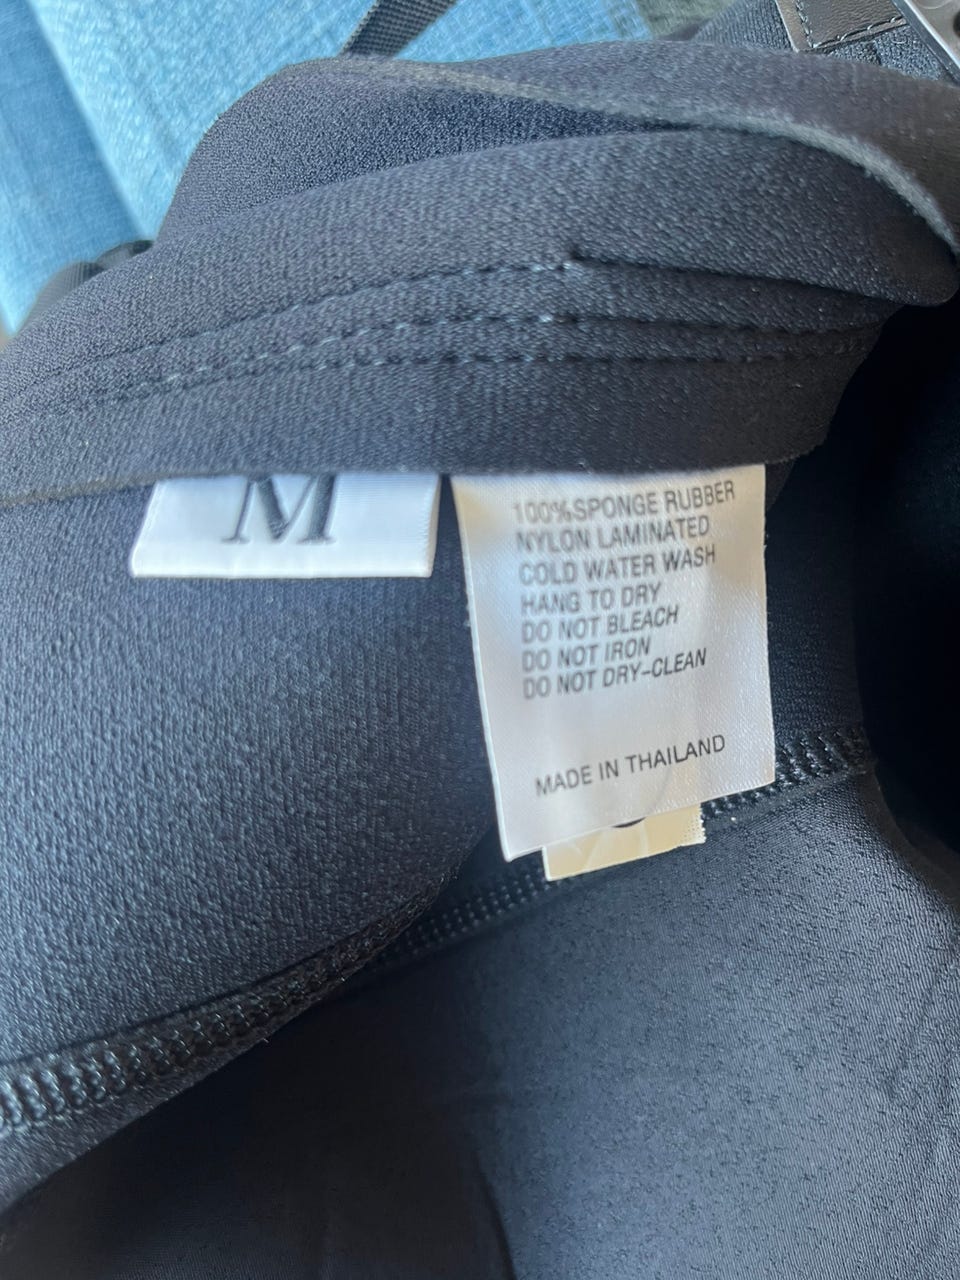 M
100%SPONGE RUBBER
NYLON LAMINATED
COLD WATER WASH
HANG TO DRY
DO NOT BLEACH
DO NOT IRON
DO NOT DRY-CLEAN
MADE IN THAILAND